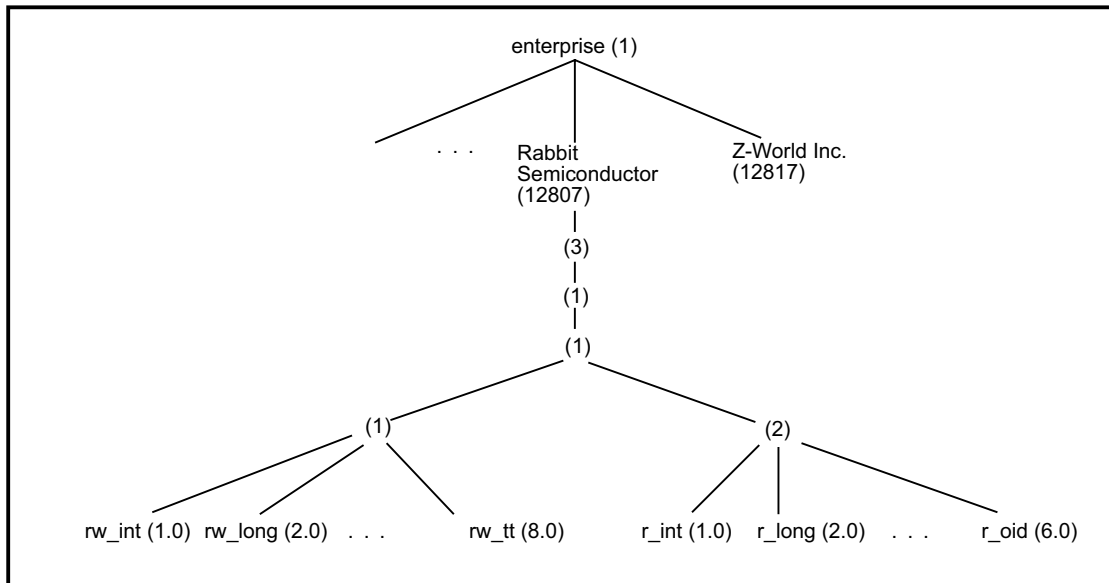 enterprise (1)
. . .
Rabbit
Semiconductor
(12807)
Z-World Inc.
(12817)
(3)
(1)
(1)
(1)
(2)
rw_int (1.0) rw_long (2.0) . . . rw_tt (8.0) r_int (1.0) r_long (2.0) . . . r_oid (6.0)